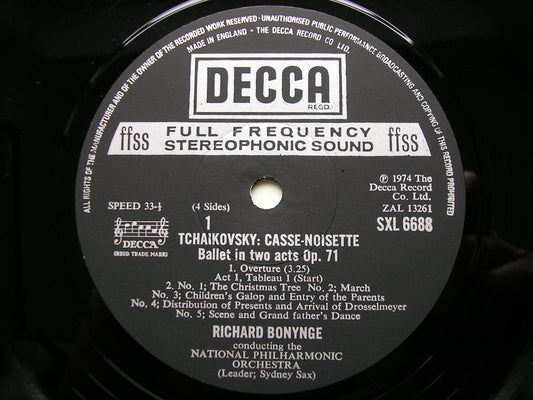 ALL RIGHTS OF THE MANUFACTURER AND OF THE OWNER OF THE RECORDED WORK RESERVED · UNAUTHORISED PUBLIC PERFORMANCE BROADCASTING AND COPYING OF THIS RECORD PROHIBITED
MADE IN ENGLAND · THE DECCA RECORD CO LTD.
DECCA
REGD.
ffss FULL FREQUENCY ffss
STEREOPHONIC SOUND
℗ 1974 The
Decca Record
Co. Ltd.
SPEED 33-⅓ (4 Sides) ZAL 13261
1 SXL 6688
DECCA
(REGD TRADE MARK)
TCHAIKOVSKY: CASSE-NOISETTE
Ballet in two acts Op. 71
1. Overture (3.25)
Act 1, Tableau 1 (Start)
2. No. 1; The Christmas Tree No. 2; March
No. 3; Children's Galop and Entry of the Parents
No. 4; Distribution of Presents and Arrival of Drosselmeyer
No. 5; Scene and Grand father's Dance
RICHARD BONYNGE
conducting the
NATIONAL PHILHARMONIC
ORCHESTRA
(Leader; Sydney Sax)